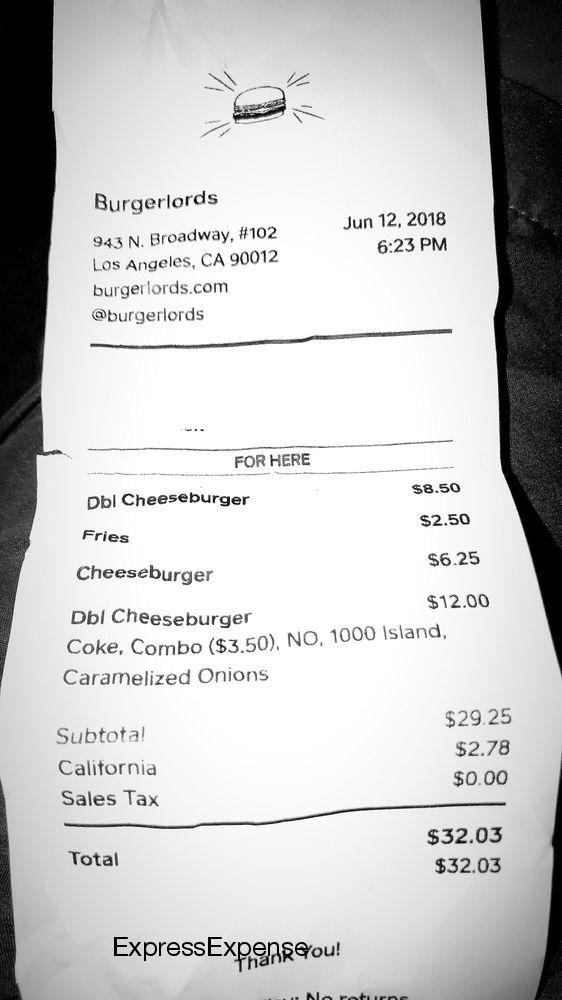 Burgerlords
943 N. Broadway, #102 Jun 12, 2018
Los Angeles, CA 90012 6:23 PM
burgerlords.com
@burgerlords
FOR HERE
Dbl Cheeseburger $8.50
Fries $2.50
Cheeseburger $6.25
Dbl Cheeseburger $12.00
Coke, Combo ($3.50), NO, 1000 Island,
Caramelized Onions
Subtotal $29.25
California $2.78
Sales Tax $0.00
Total $32.03
$32.03
ExpressExpense
Thank You!
No returns